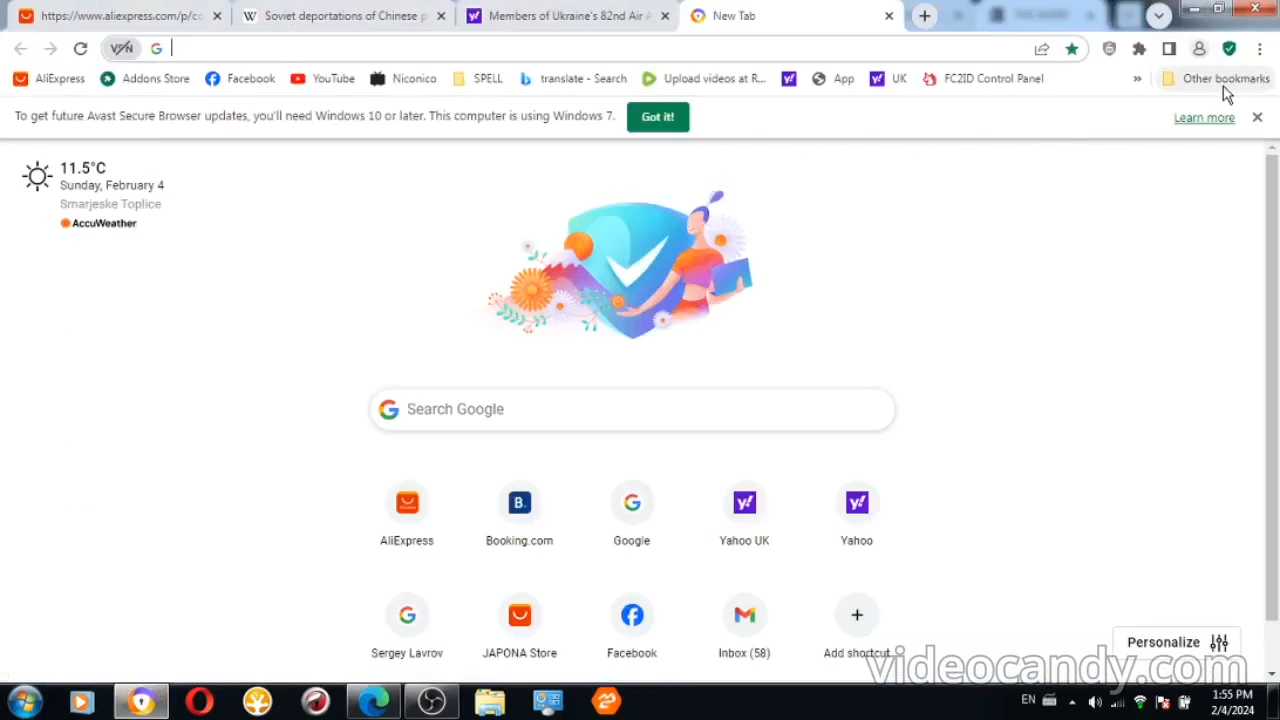 https://www.aliexpress.com/p/co
Soviet deportations of Chinese p
Members of Ukraine's 82nd Air A
New Tab
VPN
AliExpress
Addons Store
Facebook
YouTube
Niconico
SPELL
translate - Search
Upload videos at R...
App
UK
FC2ID Control Panel
»
Other bookmarks
To get future Avast Secure Browser updates, you'll need Windows 10 or later. This computer is using Windows 7.
Got it!
Learn more
11.5°C
Sunday, February 4
Smarjeske Toplice
AccuWeather
Search Google
AliExpress
Booking.com
Google
Yahoo UK
Yahoo
Sergey Lavrov
JAPONA Store
Facebook
Inbox (58)
Add shortcut
Personalize
videocandy.com
EN
1:55 PM
2/4/2024